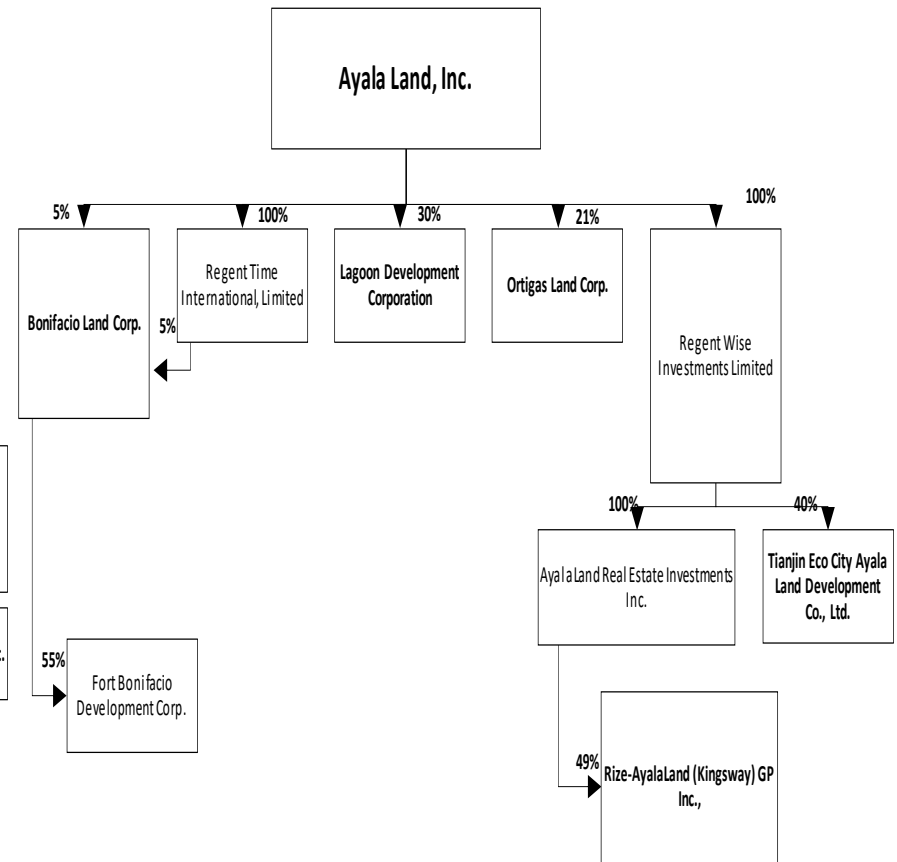 Ayala Land, Inc.
5%
100%
30%
21%
100%
Bonifacio Land Corp.
Regent Time
International, Limited
5%
Lagoon Development
Corporation
Ortigas Land Corp.
Regent Wise
Investments Limited
100%
40%
AyalaLand Real Estate Investments
Inc.
Tianjin Eco City Ayala
Land Development
Co., Ltd.
55%
Fort Bonifacio
Development Corp.
49%
Rize-AyalaLand (Kingsway) GP
Inc.,